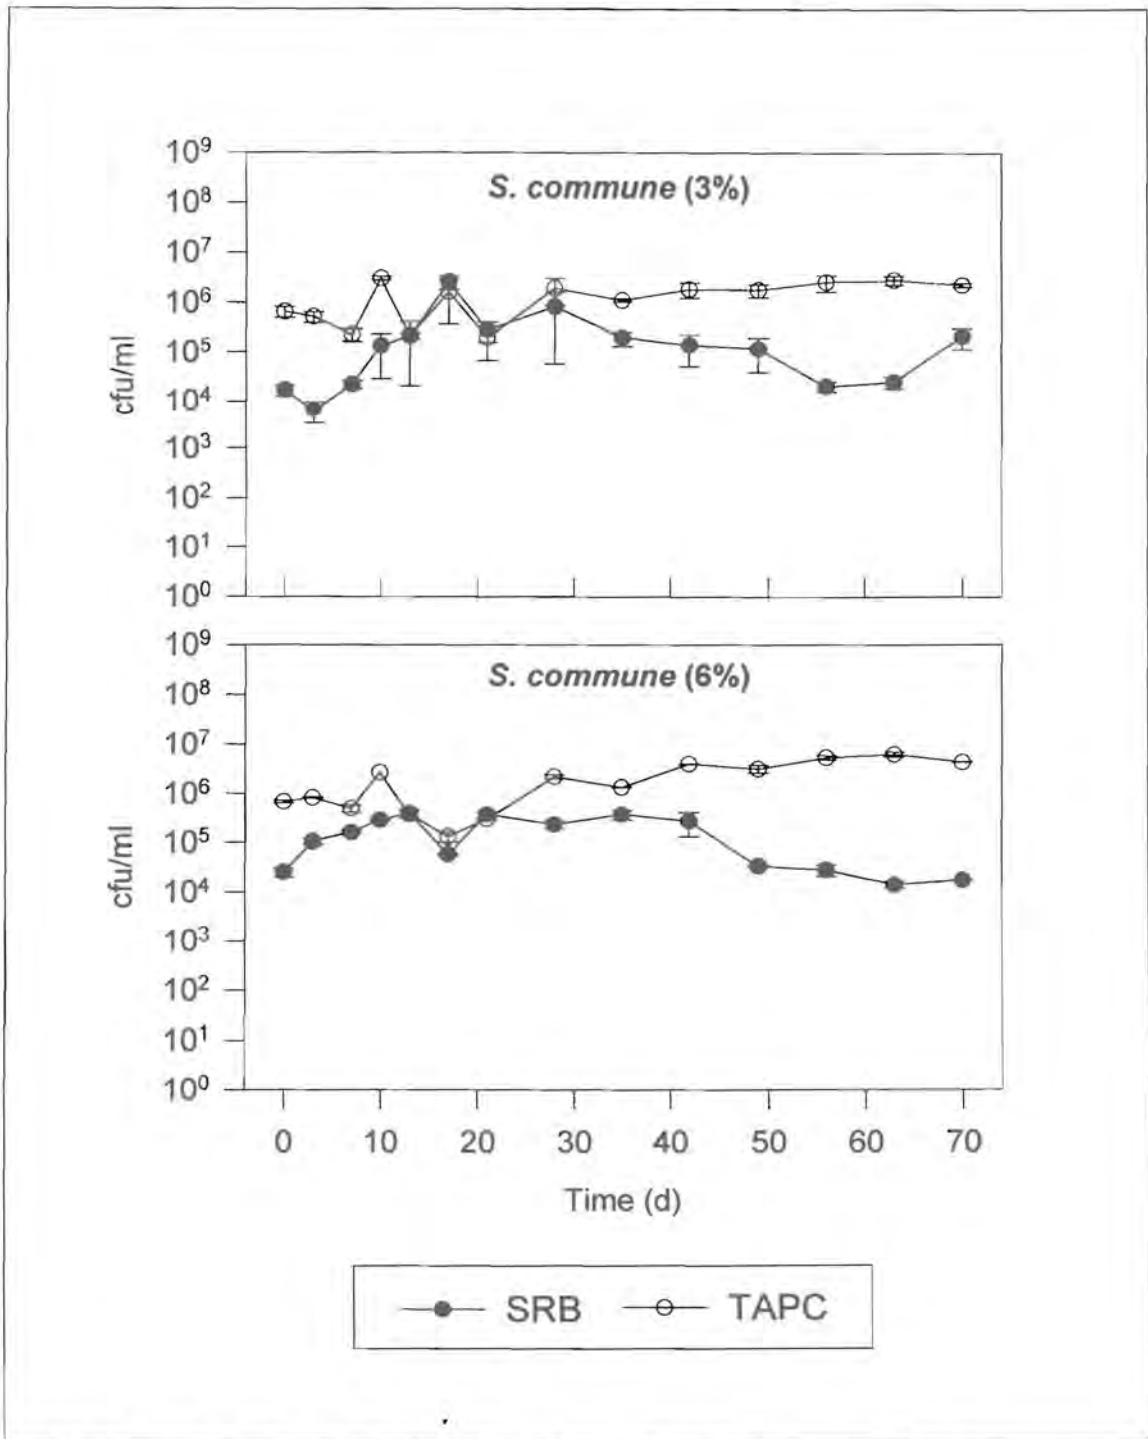 S. commune (3%)
10⁹
10⁸
10⁷
10⁶
10⁵
10⁴
10³
10²
10¹
10⁰
cfu/ml
S. commune (6%)
10⁹
10⁸
10⁷
10⁶
10⁵
10⁴
10³
10²
10¹
10⁰
cfu/ml
0 10 20 30 40 50 60 70
Time (d)
SRB TAPC